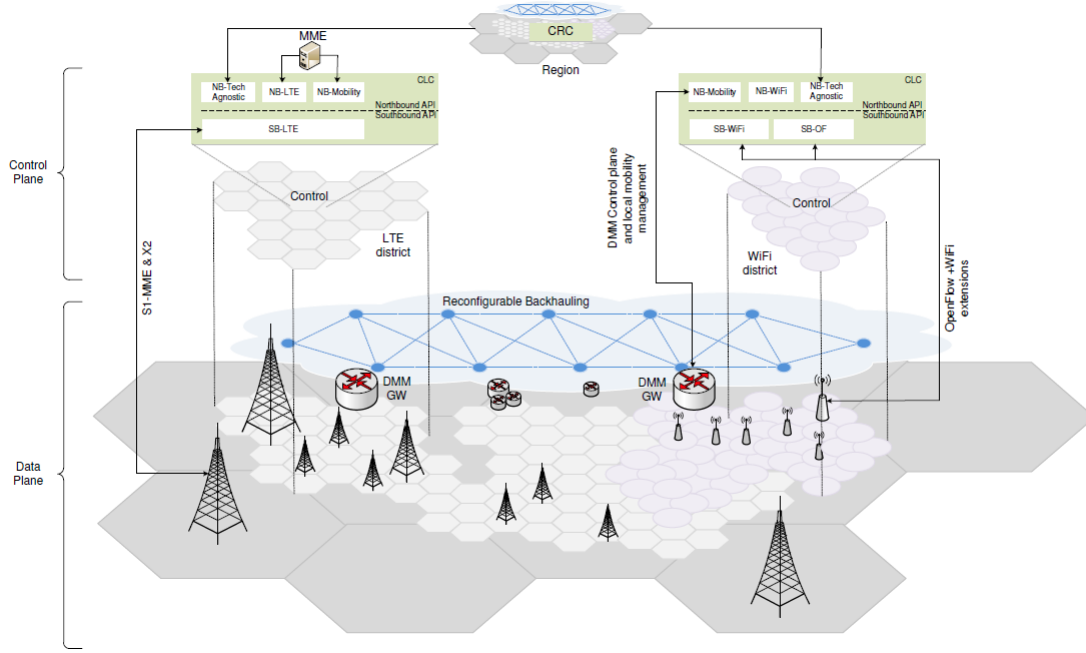 CRC
Region
MME
CLC
NB-Tech
Agnostic
NB-LTE
NB-Mobility
Northbound API
Southbound API
SB-LTE
CLC
NB-Mobility
NB-WiFi
NB-Tech
Agnostic
Northbound API
Southbound API
SB-WiFi
SB-OF
Control
Plane
Control
LTE
district
S1-MME & X2
DMM Control plane
and local mobility
management
Control
WiFi
district
OpenFlow +WiFi
extensions
Reconfigurable Backhauling
DMM
GW
DMM
GW
Data
Plane